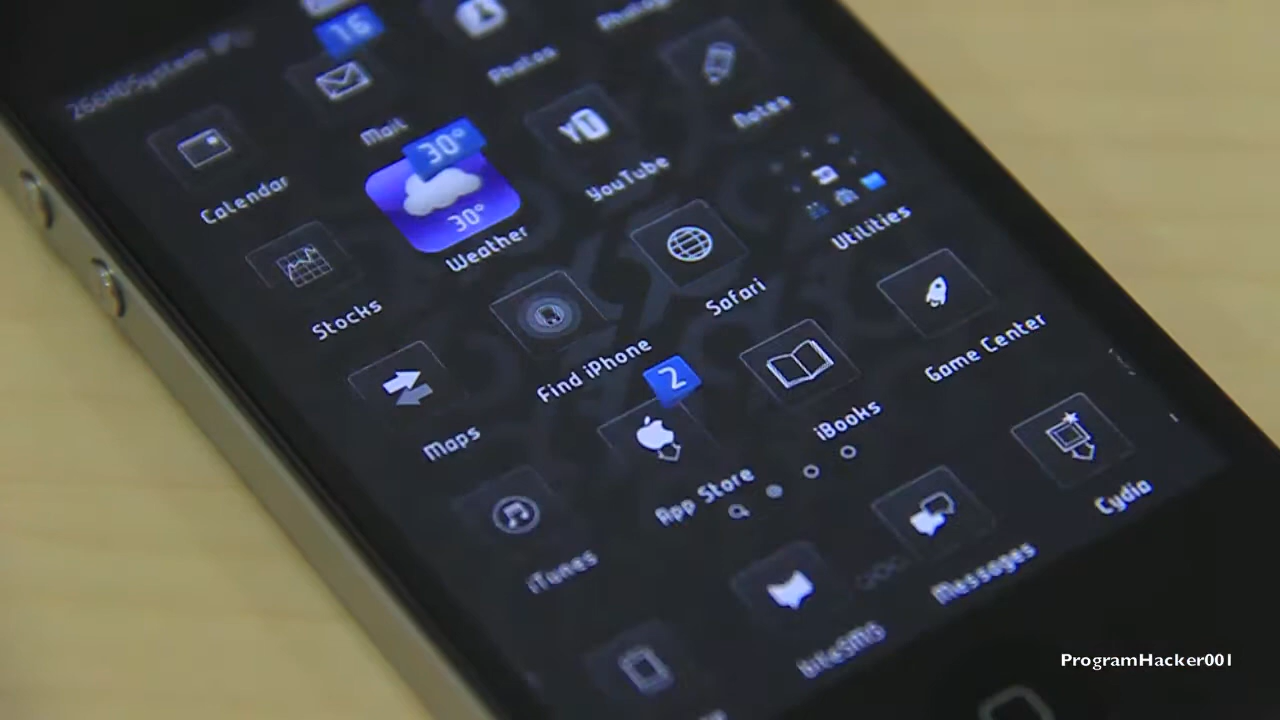 16
Photos
Mail
Calendar
Notes
YouTube
30°
30°
Weather
Stocks
Utilities
Safari
Find iPhone
Maps
Game Center
iBooks
2
App Store
iTunes
Cydia
Messages
biteSMS
ProgramHacker001